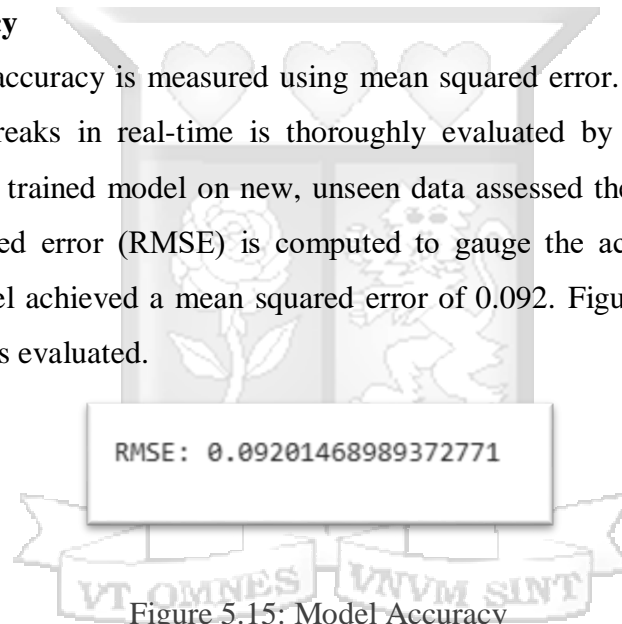 cy
accuracy is measured using mean squared error.
reaks in real-time is thoroughly evaluated by
trained model on new, unseen data assessed the
ed error (RMSE) is computed to gauge the ac
el achieved a mean squared error of 0.092. Figu
s evaluated.
RMSE: 0.09201468989372771
VT OMNES VNVM SINT
Figure 5.15: Model Accuracy